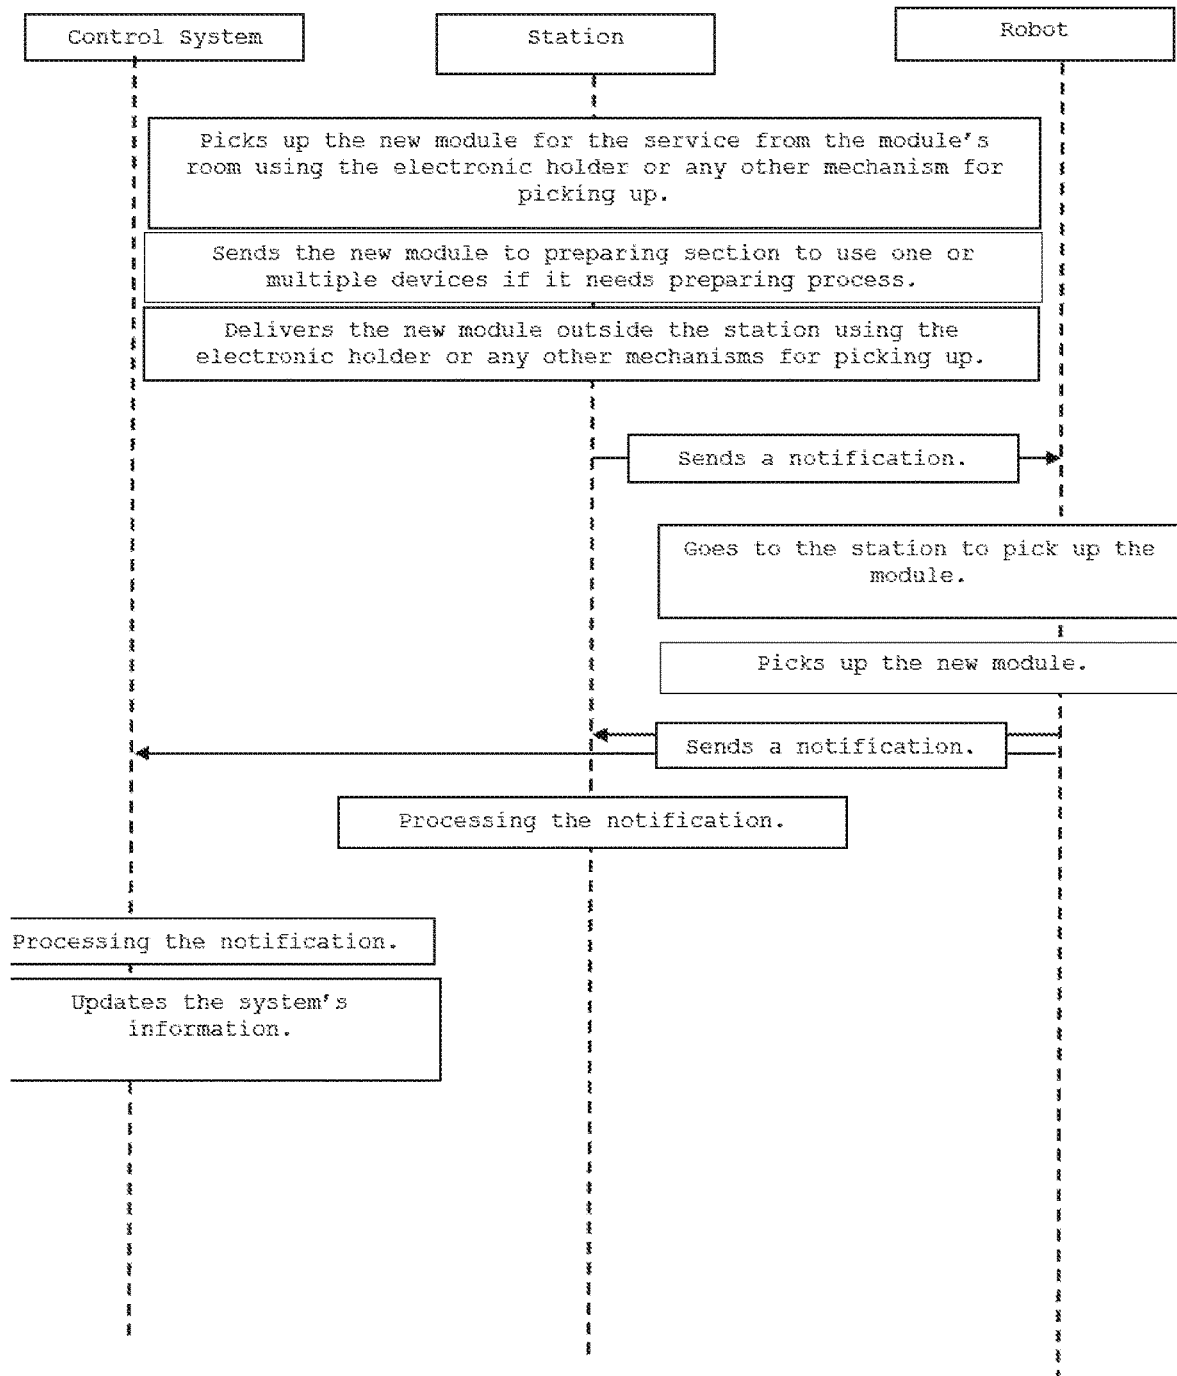 Control System
Station
Robot
Picks up the new module for the service from the module's
room using the electronic holder or any other mechanism for
picking up.
Sends the new module to preparing section to use one or
multiple devices if it needs preparing process.
Delivers the new module outside the station using the
electronic holder or any other mechanisms for picking up.
Sends a notification.
Goes to the station to pick up the
module.
Picks up the new module.
Sends a notification.
Processing the notification.
Processing the notification.
Updates the system's
information.